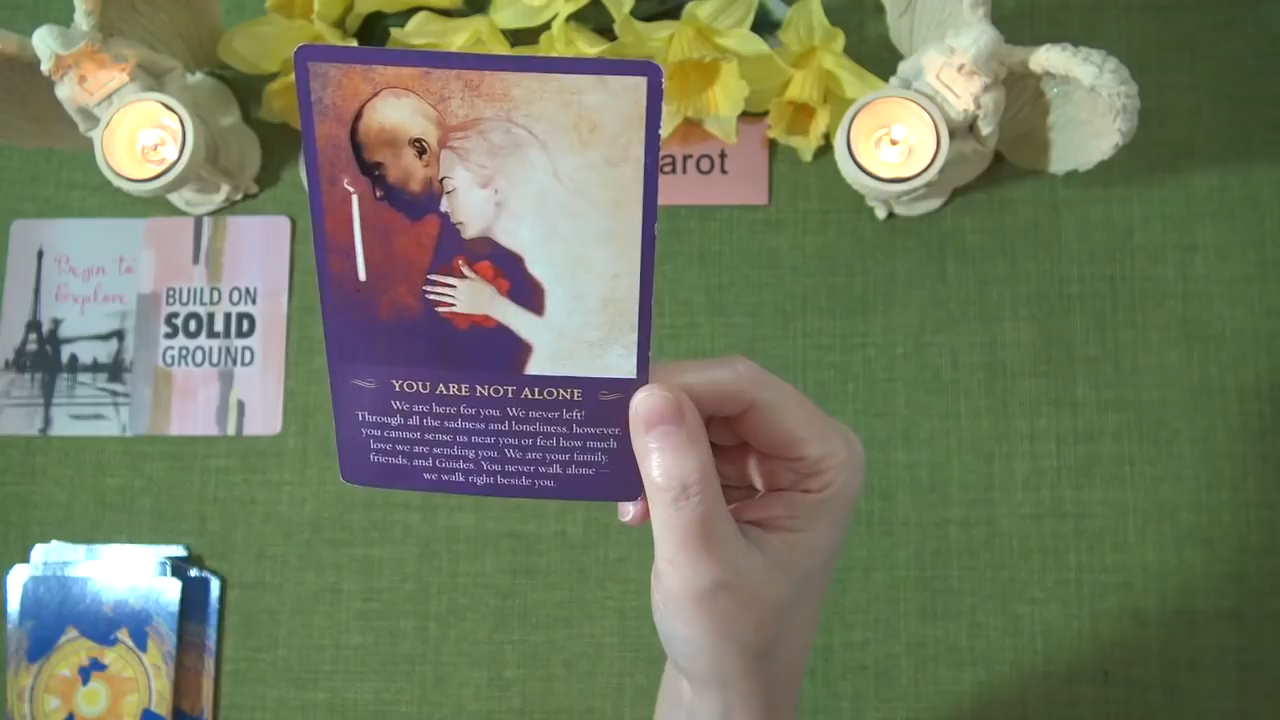 arot
Begin to
Explore
BUILD ON
SOLID
GROUND
YOU ARE NOT ALONE
We are here for you. We never left!
Through all the sadness and loneliness, however,
you cannot sense us near you or feel how much
love we are sending you. We are your family,
friends, and Guides. You never walk alone —
we walk right beside you.